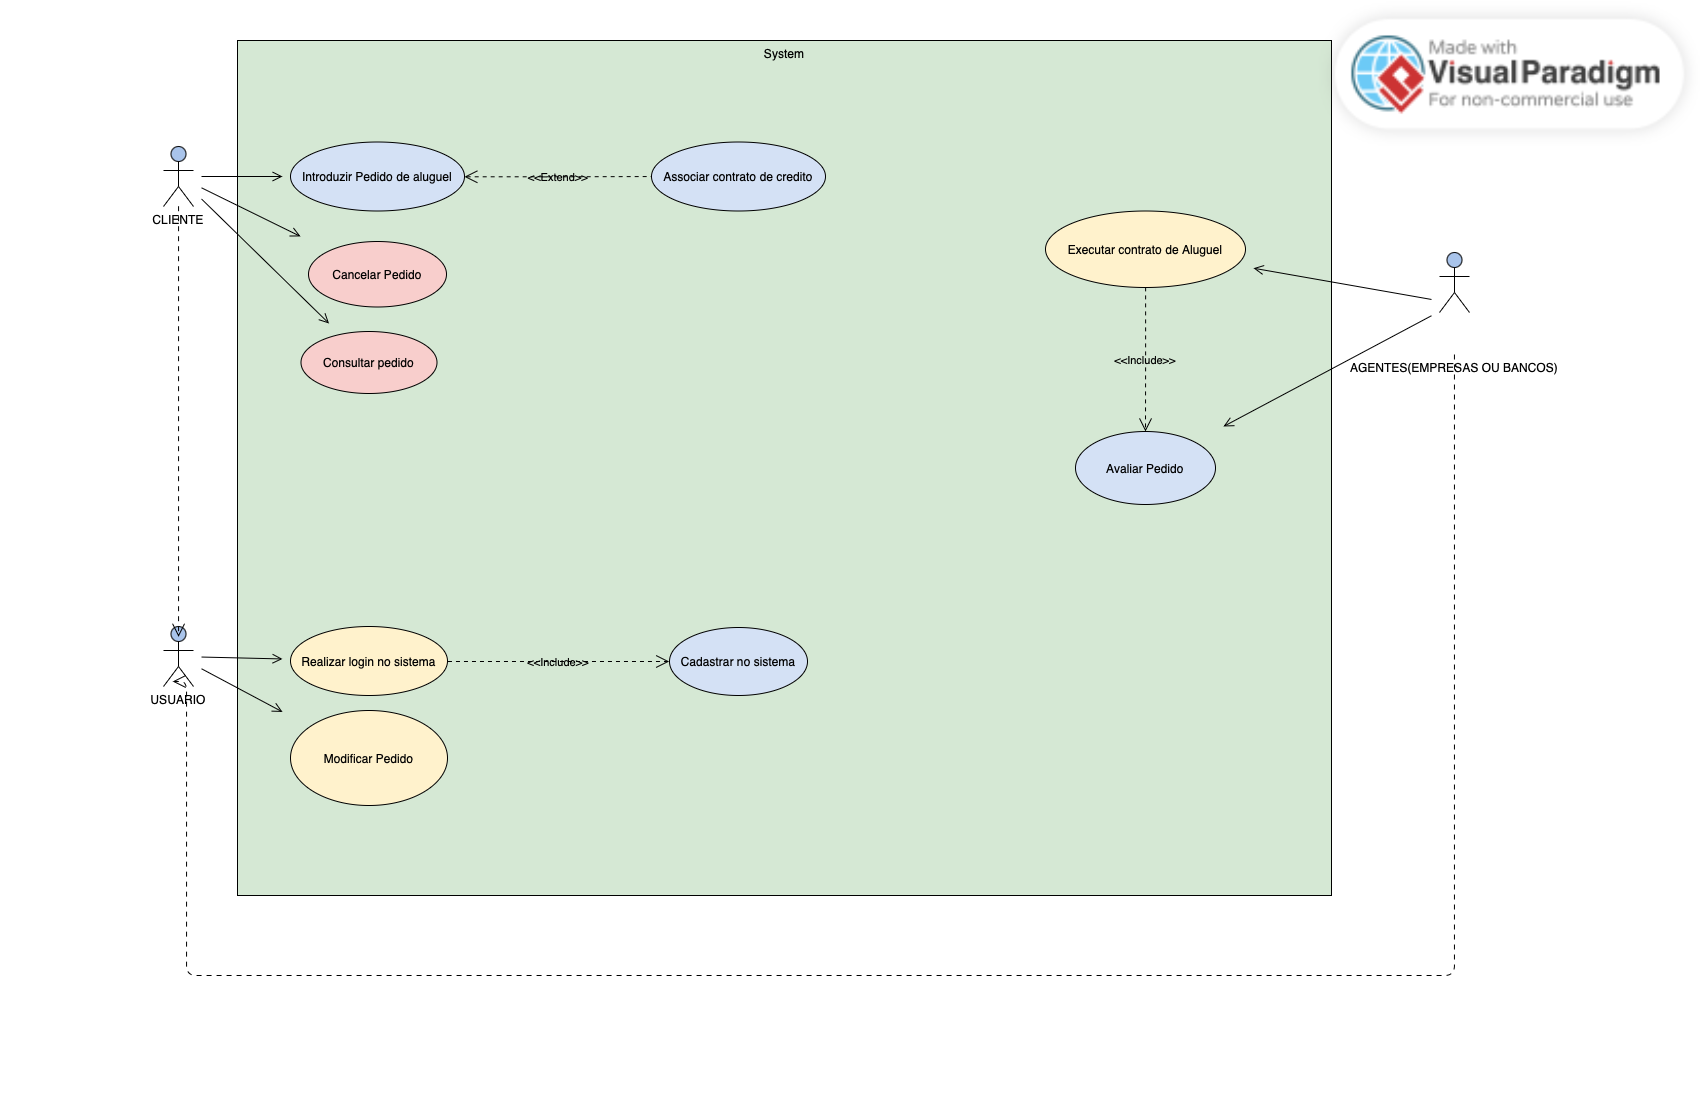 System
Made with
Visual Paradigm
For non-commercial use
Introduzir Pedido de aluguel
<<Extend>>
Associar contrato de credito
CLIENTE
Executar contrato de Aluguel
Cancelar Pedido
<<Include>>
Consultar pedido
AGENTES(EMPRESAS OU BANCOS)
Avaliar Pedido
Realizar login no sistema
<<Include>>
Cadastrar no sistema
USUARIO
Modificar Pedido